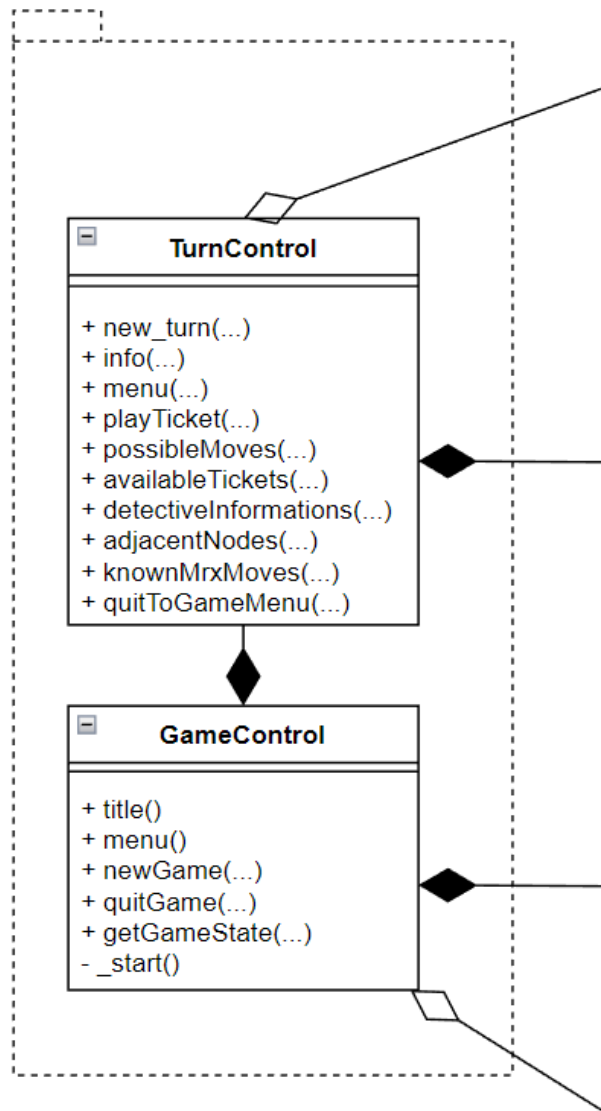 TurnControl
+ new_turn(...)
+ info(...)
+ menu(...)
+ playTicket(...)
+ possibleMoves(...)
+ availableTickets(...)
+ detectiveInformations(...)
+ adjacentNodes(...)
+ knownMrxMoves(...)
+ quitToGameMenu(...)
GameControl
+ title()
+ menu()
+ newGame(...)
+ quitGame(...)
+ getGameState(...)
- _start()